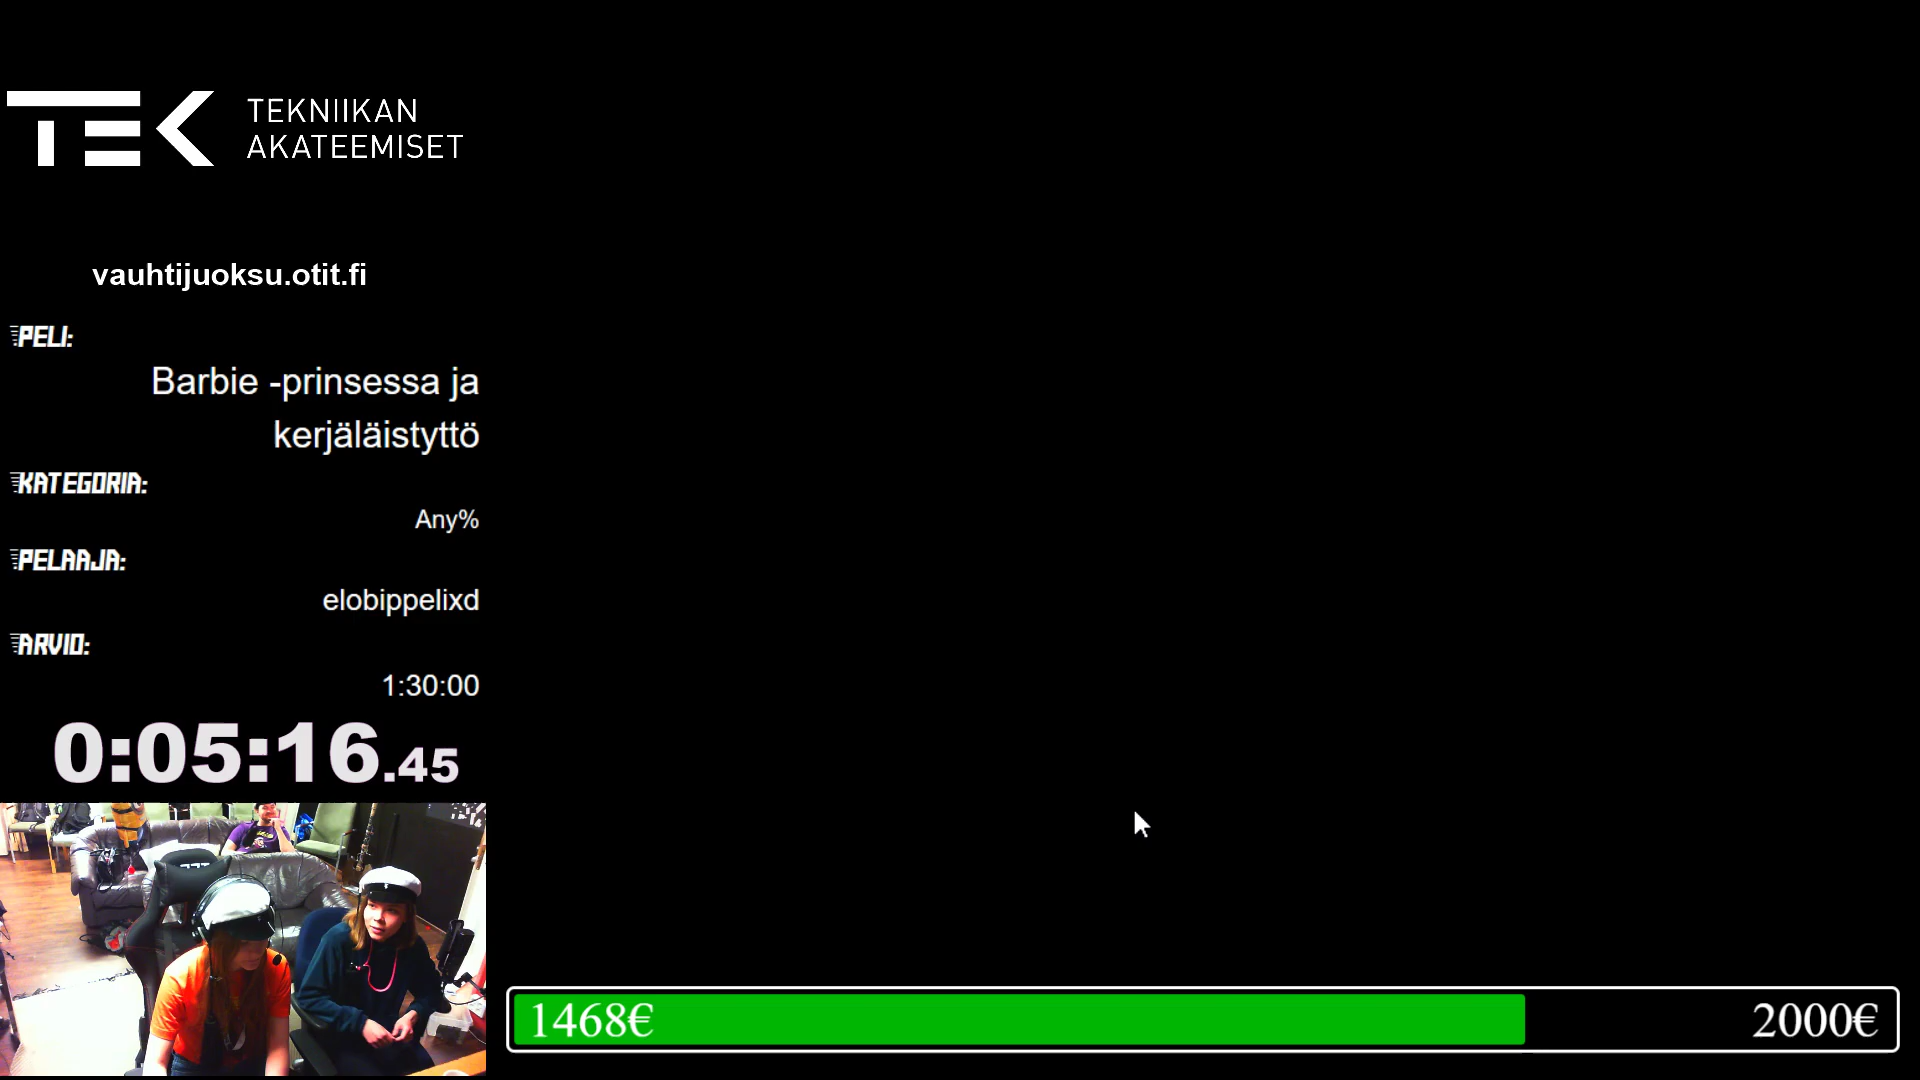 TEK TEKNIIKAN
AKATEEMISET
vauhtijuoksu.otit.fi
PELI:
Barbie -prinsessa ja
kerjäläistyttö
KATEGORIA:
Any%
PELAAJA:
elobippelixd
ARVIO:
1:30:00
0:05:16.45
1468€ 2000€